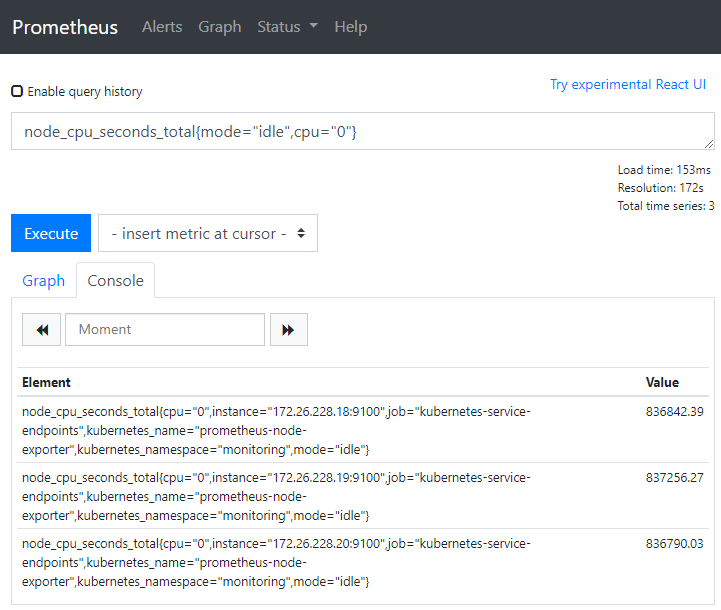 Prometheus Alerts Graph Status Help
Enable query history
Try experimental React UI
node_cpu_seconds_total{mode="idle",cpu="0"}
Load time: 153ms
Resolution: 172s
Total time series: 3
Execute
- insert metric at cursor -
Graph Console
Moment
Element Value
node_cpu_seconds_total{cpu="0",instance="172.26.228.18:9100",job="kubernetes-service- 836842.39
endpoints",kubernetes_name="prometheus-node-
exporter",kubernetes_namespace="monitoring",mode="idle"}
node_cpu_seconds_total{cpu="0",instance="172.26.228.19:9100",job="kubernetes-service- 837256.27
endpoints",kubernetes_name="prometheus-node-
exporter",kubernetes_namespace="monitoring",mode="idle"}
node_cpu_seconds_total{cpu="0",instance="172.26.228.20:9100",job="kubernetes-service- 836790.03
endpoints",kubernetes_name="prometheus-node-
exporter",kubernetes_namespace="monitoring",mode="idle"}